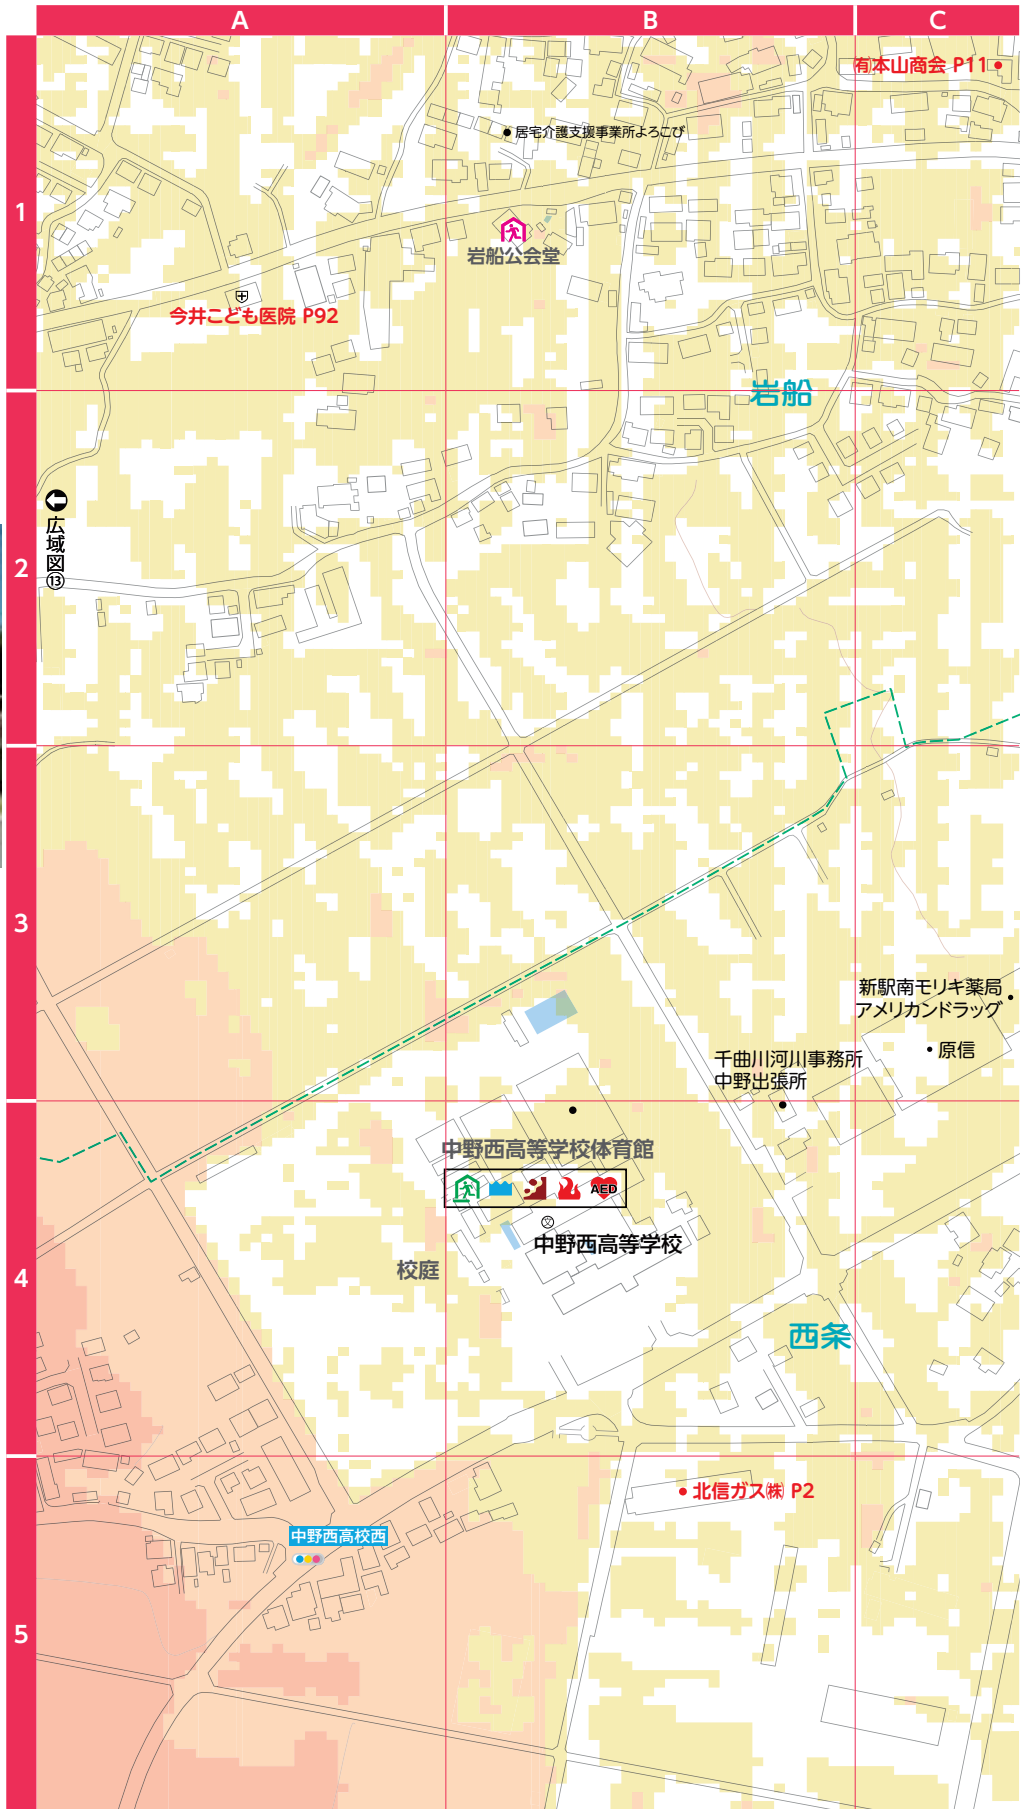 A
B
C
㈲本山商会 P11
居宅介護支援事業所よろこび
1
岩船公会堂
今井こども医院 P92
岩船
広域図⑬
2
3
新駅南モリキ薬局
アメリカンドラッグ
原信
千曲川河川事務所
中野出張所
中野西高等学校体育館
AED
文
中野西高等学校
校庭
4
西条
北信ガス㈱ P2
中野西高校西
5